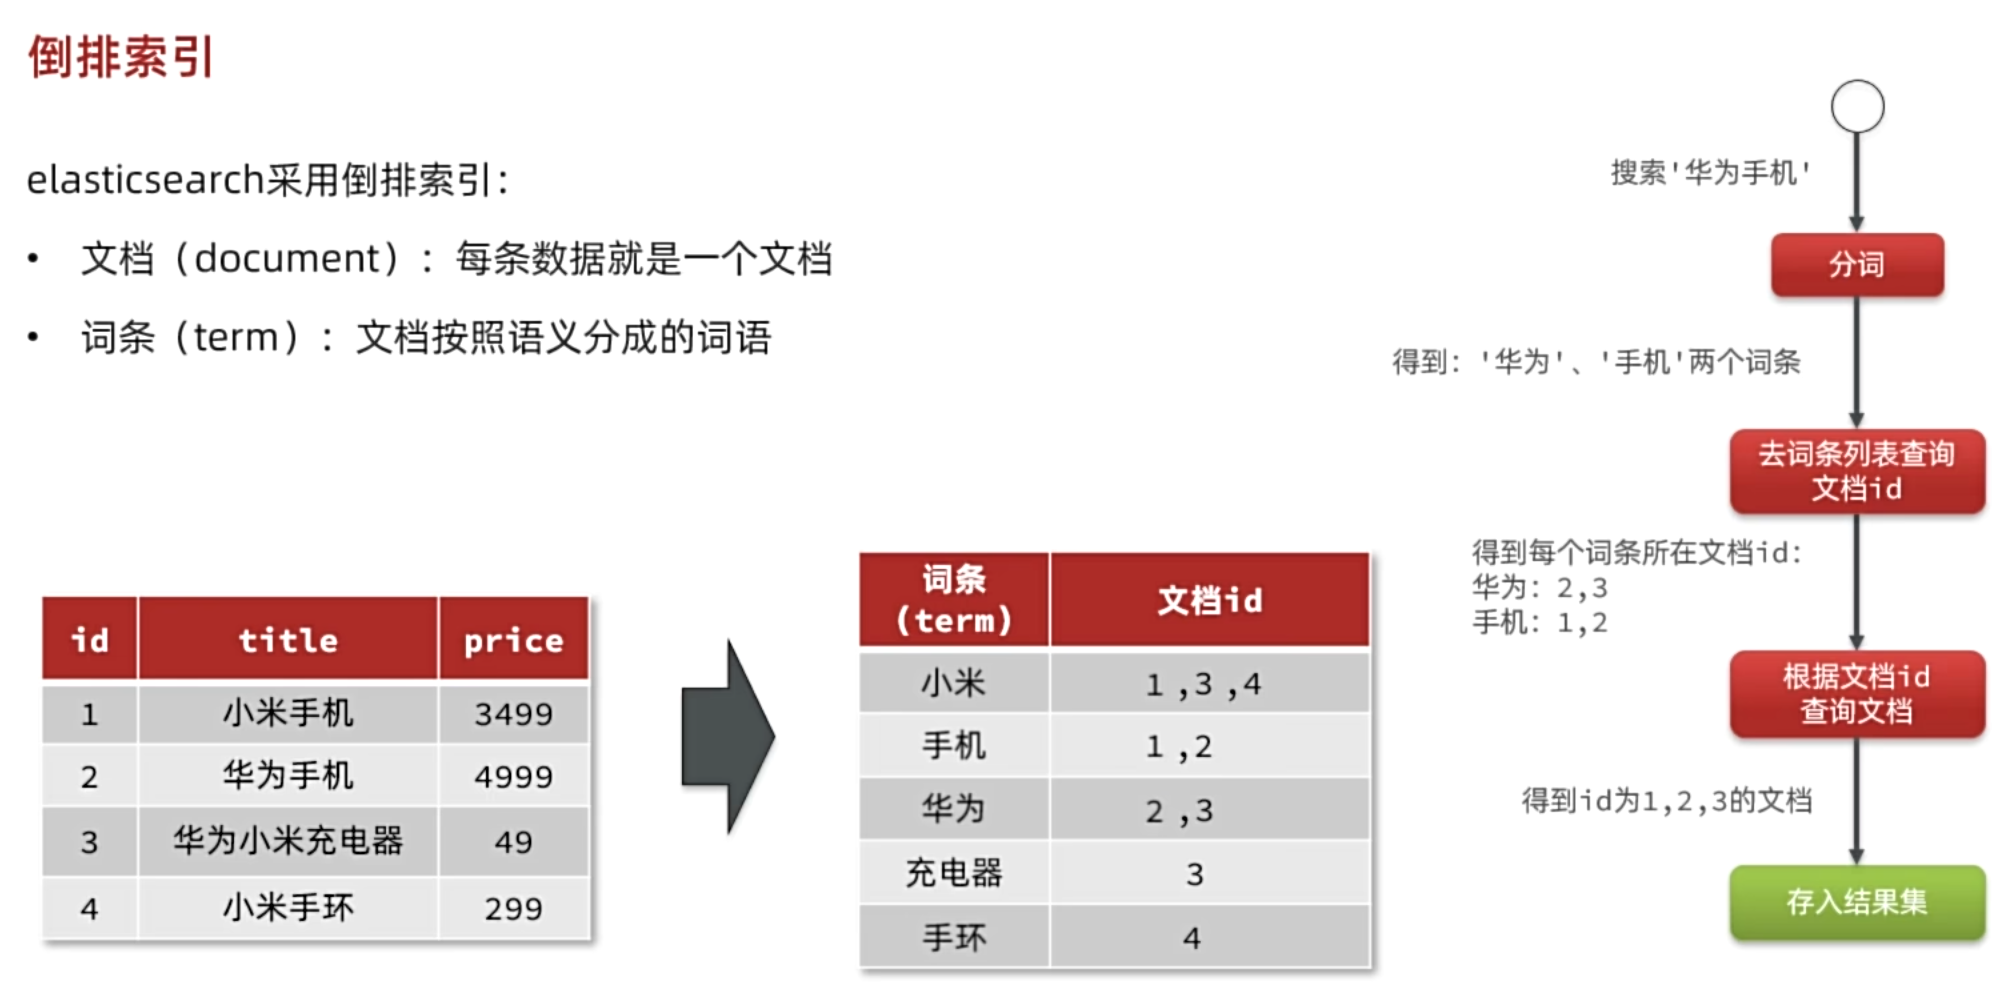 倒排索引
elasticsearch采用倒排索引:
• 文档（document）：每条数据就是一个文档
• 词条（term）：文档按照语义分成的词语
id title price
1 小米手机 3499
2 华为手机 4999
3 华为小米充电器 49
4 小米手环 299
词条
(term)
文档id
小米 1 ,3 ,4
手机 1 ,2
华为 2 ,3
充电器 3
手环 4
搜索'华为手机'
分词
得到: '华为'、'手机'两个词条
去词条列表查询
文档id
得到每个词条所在文档id:
华为: 2,3
手机: 1,2
根据文档id
查询文档
得到id为1,2,3的文档
存入结果集